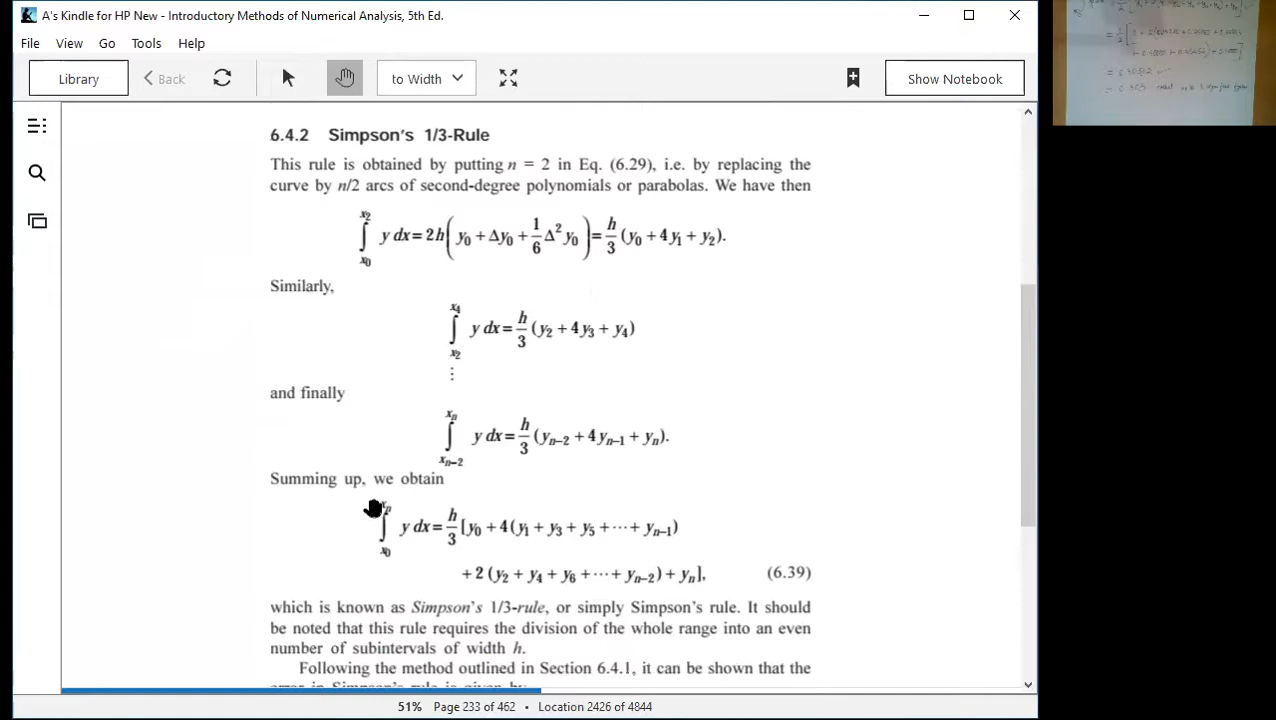 A's Kindle for HP New - Introductory Methods of Numerical Analysis, 5th Ed.
File View Go Tools Help
Library Back to Width Show Notebook
6.4.2 Simpson's 1/3-Rule
This rule is obtained by putting n = 2 in Eq. (6.29), i.e. by replacing the
curve by n/2 arcs of second-degree polynomials or parabolas. We have then
∫_{x₀}^{x₂} y dx = 2h(y₀ + Δy₀ + 1/6 Δ²y₀) = h/3 (y₀ + 4y₁ + y₂).
Similarly,
∫_{x₂}^{x₄} y dx = h/3 (y₂ + 4y₃ + y₄)
⋮
and finally
∫_{xₙ₋₂}^{xₙ} y dx = h/3 (yₙ₋₂ + 4yₙ₋₁ + yₙ).
Summing up, we obtain
∫_{x₀}^{xₙ} y dx = h/3 [y₀ + 4(y₁ + y₃ + y₅ + ⋯ + yₙ₋₁)
+ 2 (y₂ + y₄ + y₆ + ⋯ + yₙ₋₂) + yₙ], (6.39)
which is known as Simpson's 1/3-rule, or simply Simpson's rule. It should
be noted that this rule requires the division of the whole range into an even
number of subintervals of width h.
Following the method outlined in Section 6.4.1, it can be shown that the
error in Simpson's rule is given by
51% Page 233 of 462 Location 2426 of 4844